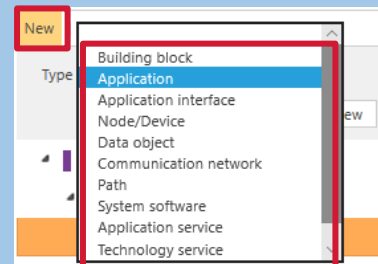 New
Building block
Type
Application
Application interface
Node/Device
ew
Data object
Communication network
Path
System software
Application service
Technology service